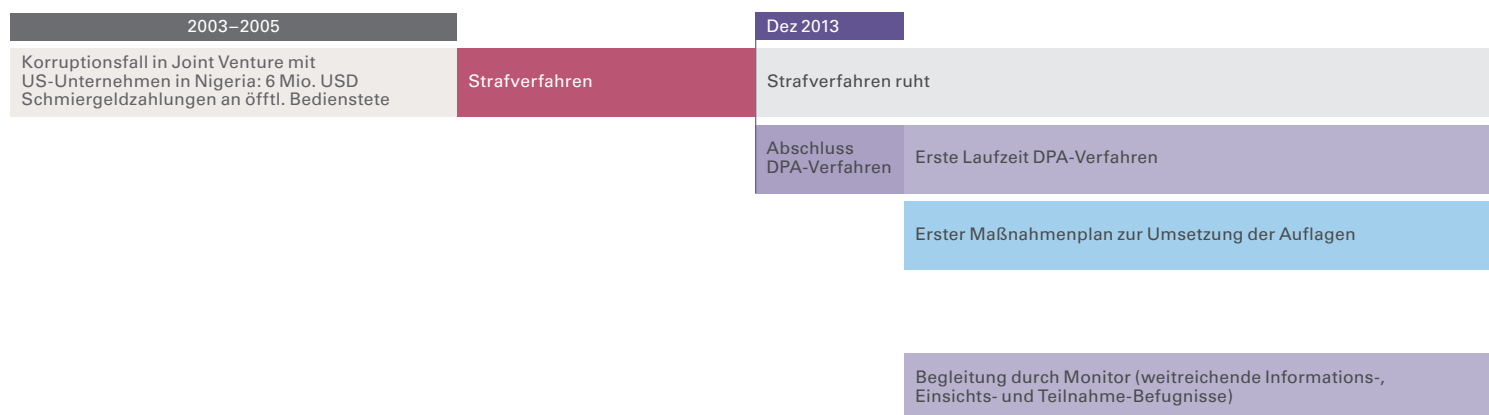 2003–2005
Dez 2013
Korruptionsfall in Joint Venture mit
US-Unternehmen in Nigeria: 6 Mio. USD
Schmiergeldzahlungen an öfftl. Bedienstete
Strafverfahren
Strafverfahren ruht
Abschluss
DPA-Verfahren
Erste Laufzeit DPA-Verfahren
Erster Maßnahmenplan zur Umsetzung der Auflagen
Begleitung durch Monitor (weitreichende Informations-,
Einsichts- und Teilnahme-Befugnisse)